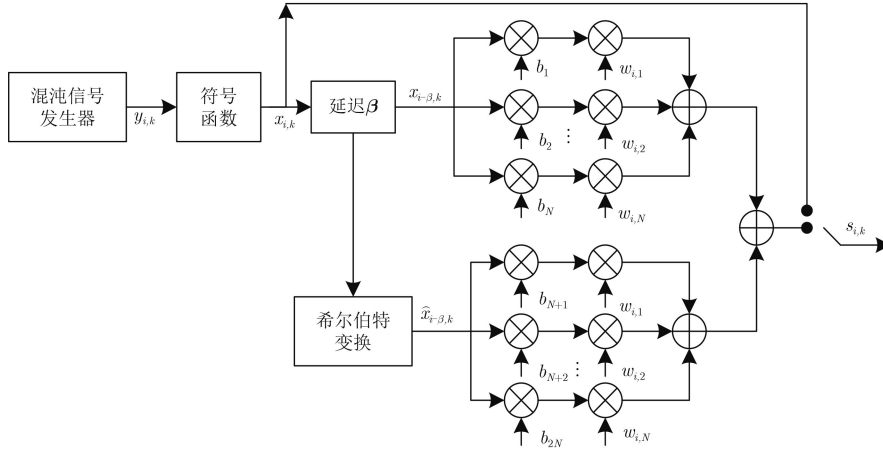 混沌信号
发生器
y_{i,k}
符号
函数
x_{i,k}
延迟β
x_{i-β,k}
b_1
w_{i,1}
b_2
⋮
w_{i,2}
b_N
w_{i,N}
s_{i,k}
希尔伯特
变换
\hat{x}_{i-β,k}
b_{N+1}
w_{i,1}
b_{N+2}
⋮
w_{i,2}
b_{2N}
w_{i,N}